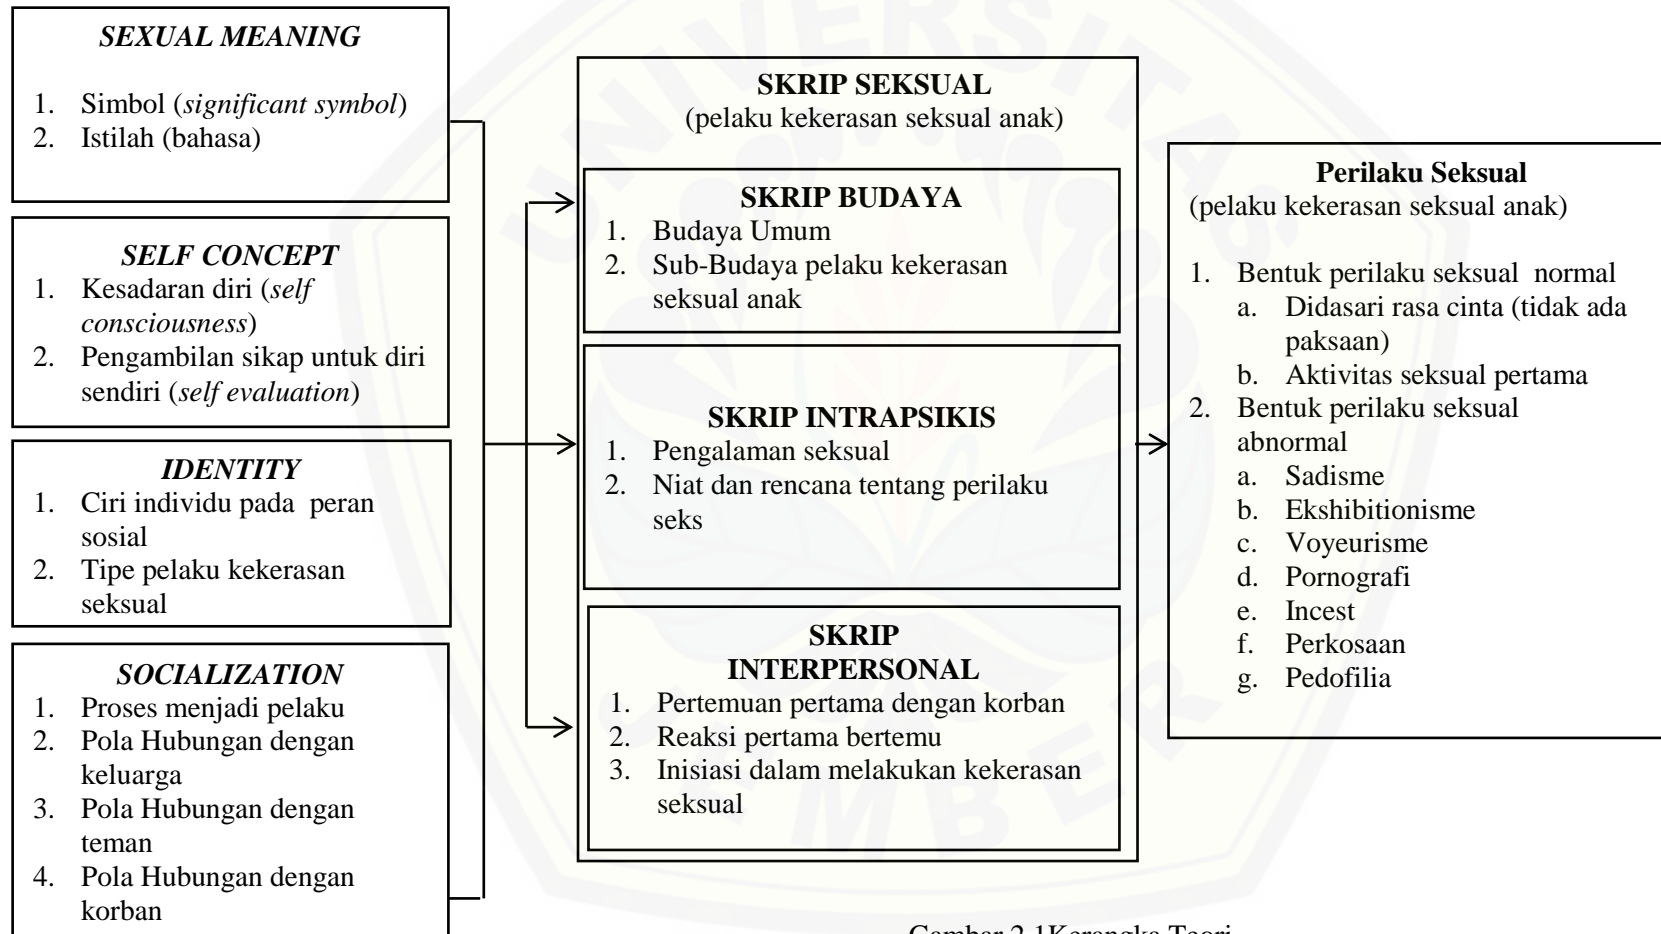 SEXUAL MEANING
1. Simbol (significant symbol)
2. Istilah (bahasa)
SELF CONCEPT
1. Kesadaran diri (self
consciousness)
2. Pengambilan sikap untuk diri
sendiri (self evaluation)
IDENTITY
1. Ciri individu pada peran
sosial
2. Tipe pelaku kekerasan
seksual
SOCIALIZATION
1. Proses menjadi pelaku
2. Pola Hubungan dengan
keluarga
3. Pola Hubungan dengan
teman
4. Pola Hubungan dengan
korban
SKRIP SEKSUAL
(pelaku kekerasan seksual anak)
SKRIP BUDAYA
1. Budaya Umum
2. Sub-Budaya pelaku kekerasan
seksual anak
SKRIP INTRAPSIKIS
1. Pengalaman seksual
2. Niat dan rencana tentang perilaku
seks
SKRIP
INTERPERSONAL
1. Pertemuan pertama dengan korban
2. Reaksi pertama bertemu
3. Inisiasi dalam melakukan kekerasan
seksual
Perilaku Seksual
(pelaku kekerasan seksual anak)
1. Bentuk perilaku seksual normal
a. Didasari rasa cinta (tidak ada
paksaan)
b. Aktivitas seksual pertama
2. Bentuk perilaku seksual
abnormal
a. Sadisme
b. Ekshibitionisme
c. Voyeurisme
d. Pornografi
e. Incest
f. Perkosaan
g. Pedofilia
Gambar 2.1Kerangka Teori
UNIVERSITAS
JEMBER